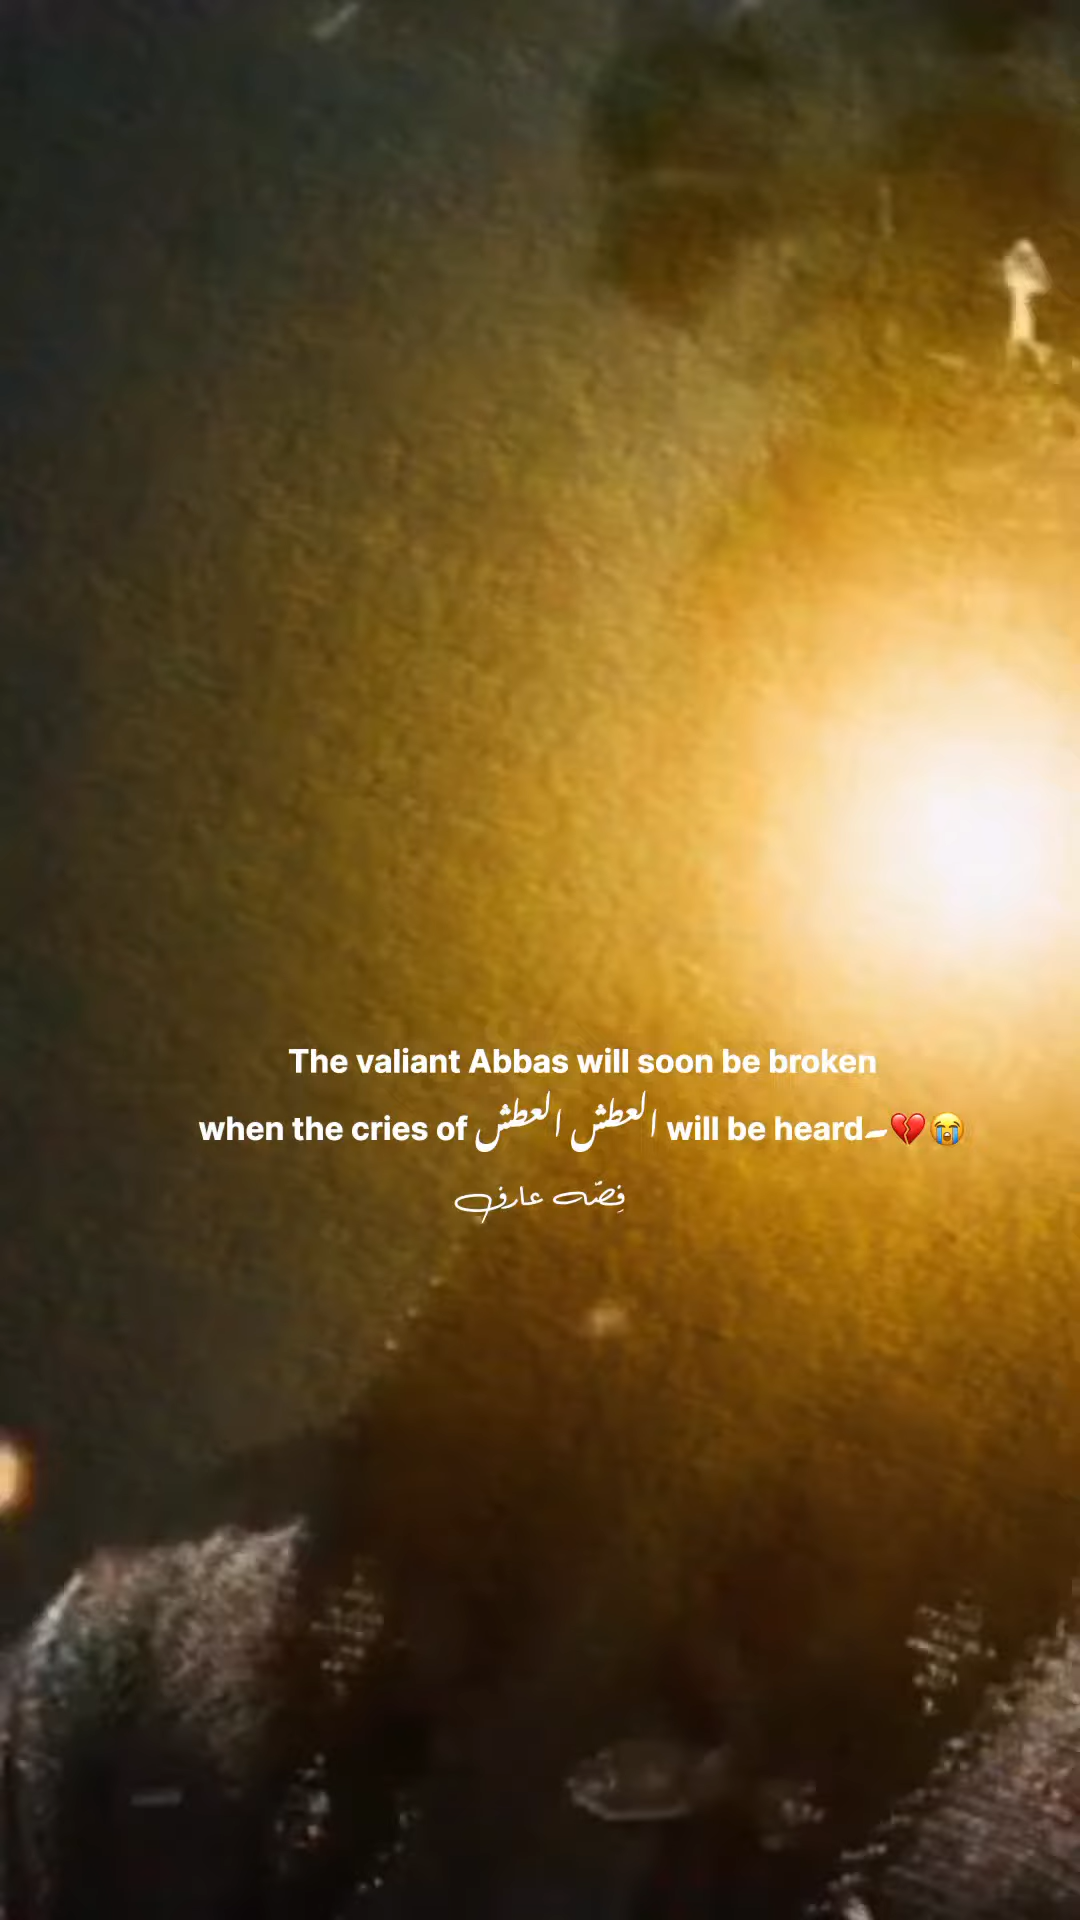 The valiant Abbas will soon be broken
when the cries of العطش العطش will be heard۔💔😭
فِضّہ عارف